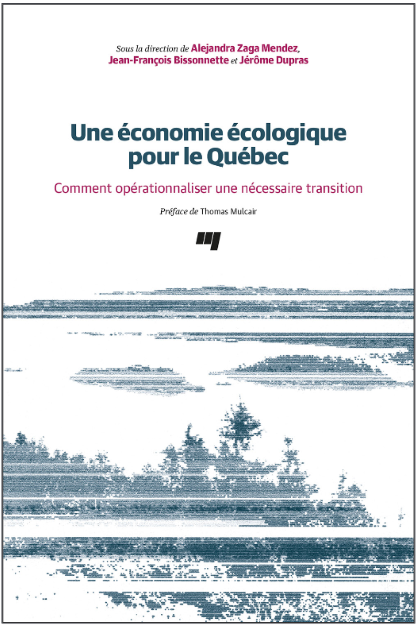 Sous la direction de Alejandra Zaga Mendez,
Jean-François Bissonnette et Jérôme Dupras
Une économie écologique
pour le Québec
Comment opérationnaliser une nécessaire transition
Préface de Thomas Mulcair